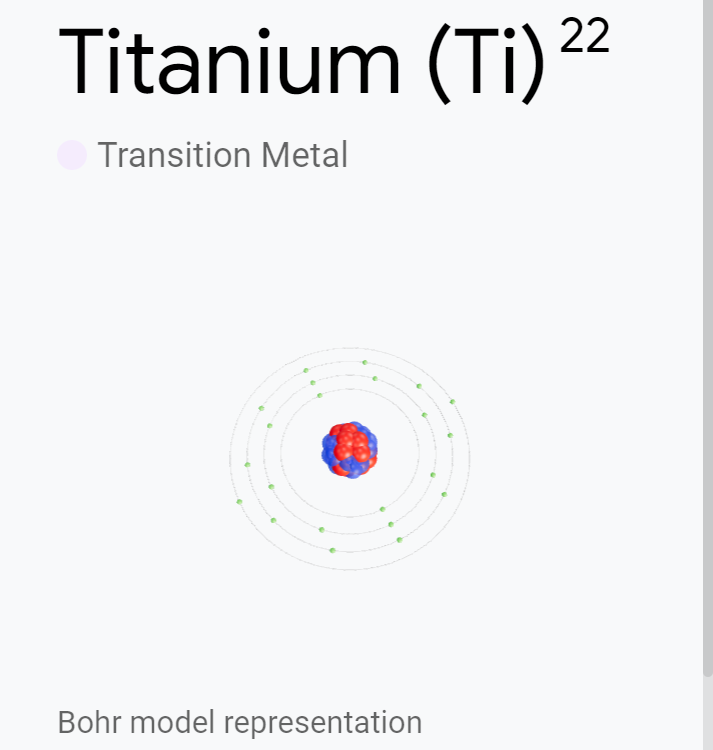 Titanium (Ti)²²
Transition Metal
Bohr model representation